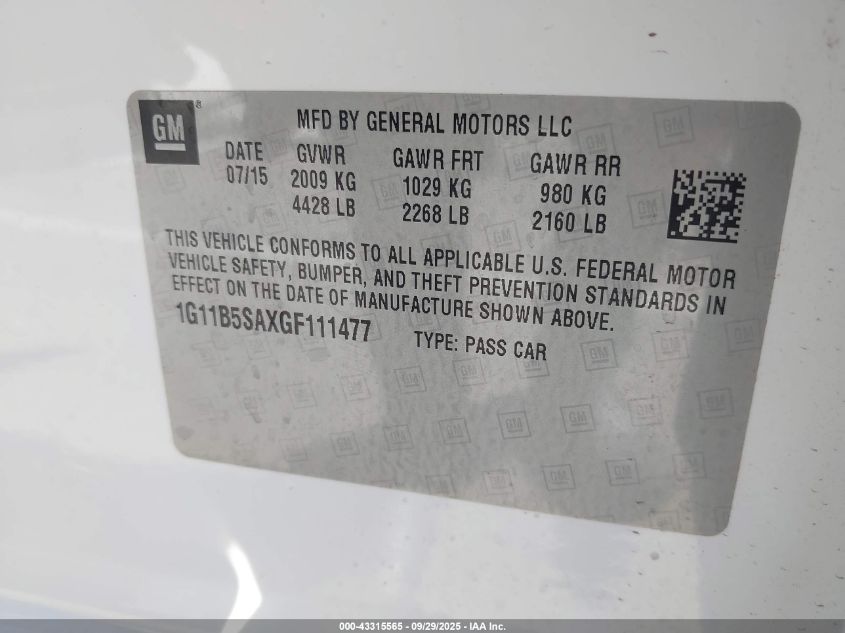 GM ®
MFD BY GENERAL MOTORS LLC
DATE GVWR GAWR FRT GAWR RR
07/15 2009 KG 1029 KG 980 KG
4428 LB 2268 LB 2160 LB
THIS VEHICLE CONFORMS TO ALL APPLICABLE U.S. FEDERAL MOTOR
VEHICLE SAFETY, BUMPER, AND THEFT PREVENTION STANDARDS IN
EFFECT ON THE DATE OF MANUFACTURE SHOWN ABOVE.
1G11B5SAXGF111477 TYPE: PASS CAR
000-43315565 - 09/29/2025 - IAA Inc.